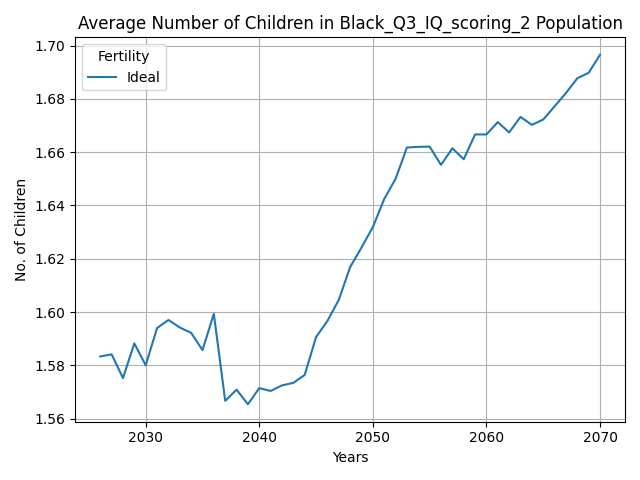 Average Number of Children in Black_Q3_IQ_scoring_2 Population
Fertility
Ideal
No. of Children
1.70
1.68
1.66
1.64
1.62
1.60
1.58
1.56
2030
2040
2050
2060
2070
Years